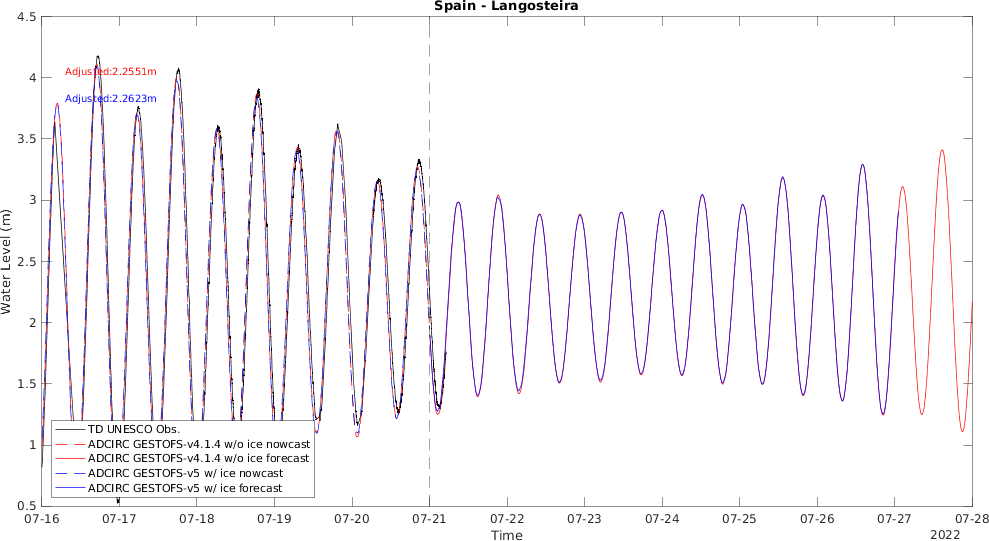 Spain - Langosteira
4.5
4
3.5
3
2.5
2
1.5
1
0.5
Water Level (m)
Adjusted:2.2551m
Adjusted:2.2623m
TD UNESCO Obs.
ADCIRC GESTOFS-v4.1.4 w/o ice nowcast
ADCIRC GESTOFS-v4.1.4 w/o ice forecast
ADCIRC GESTOFS-v5 w/ ice nowcast
ADCIRC GESTOFS-v5 w/ ice forecast
07-16 07-17 07-18 07-19 07-20 07-21 07-22 07-23 07-24 07-25 07-26 07-27 07-28
Time
2022